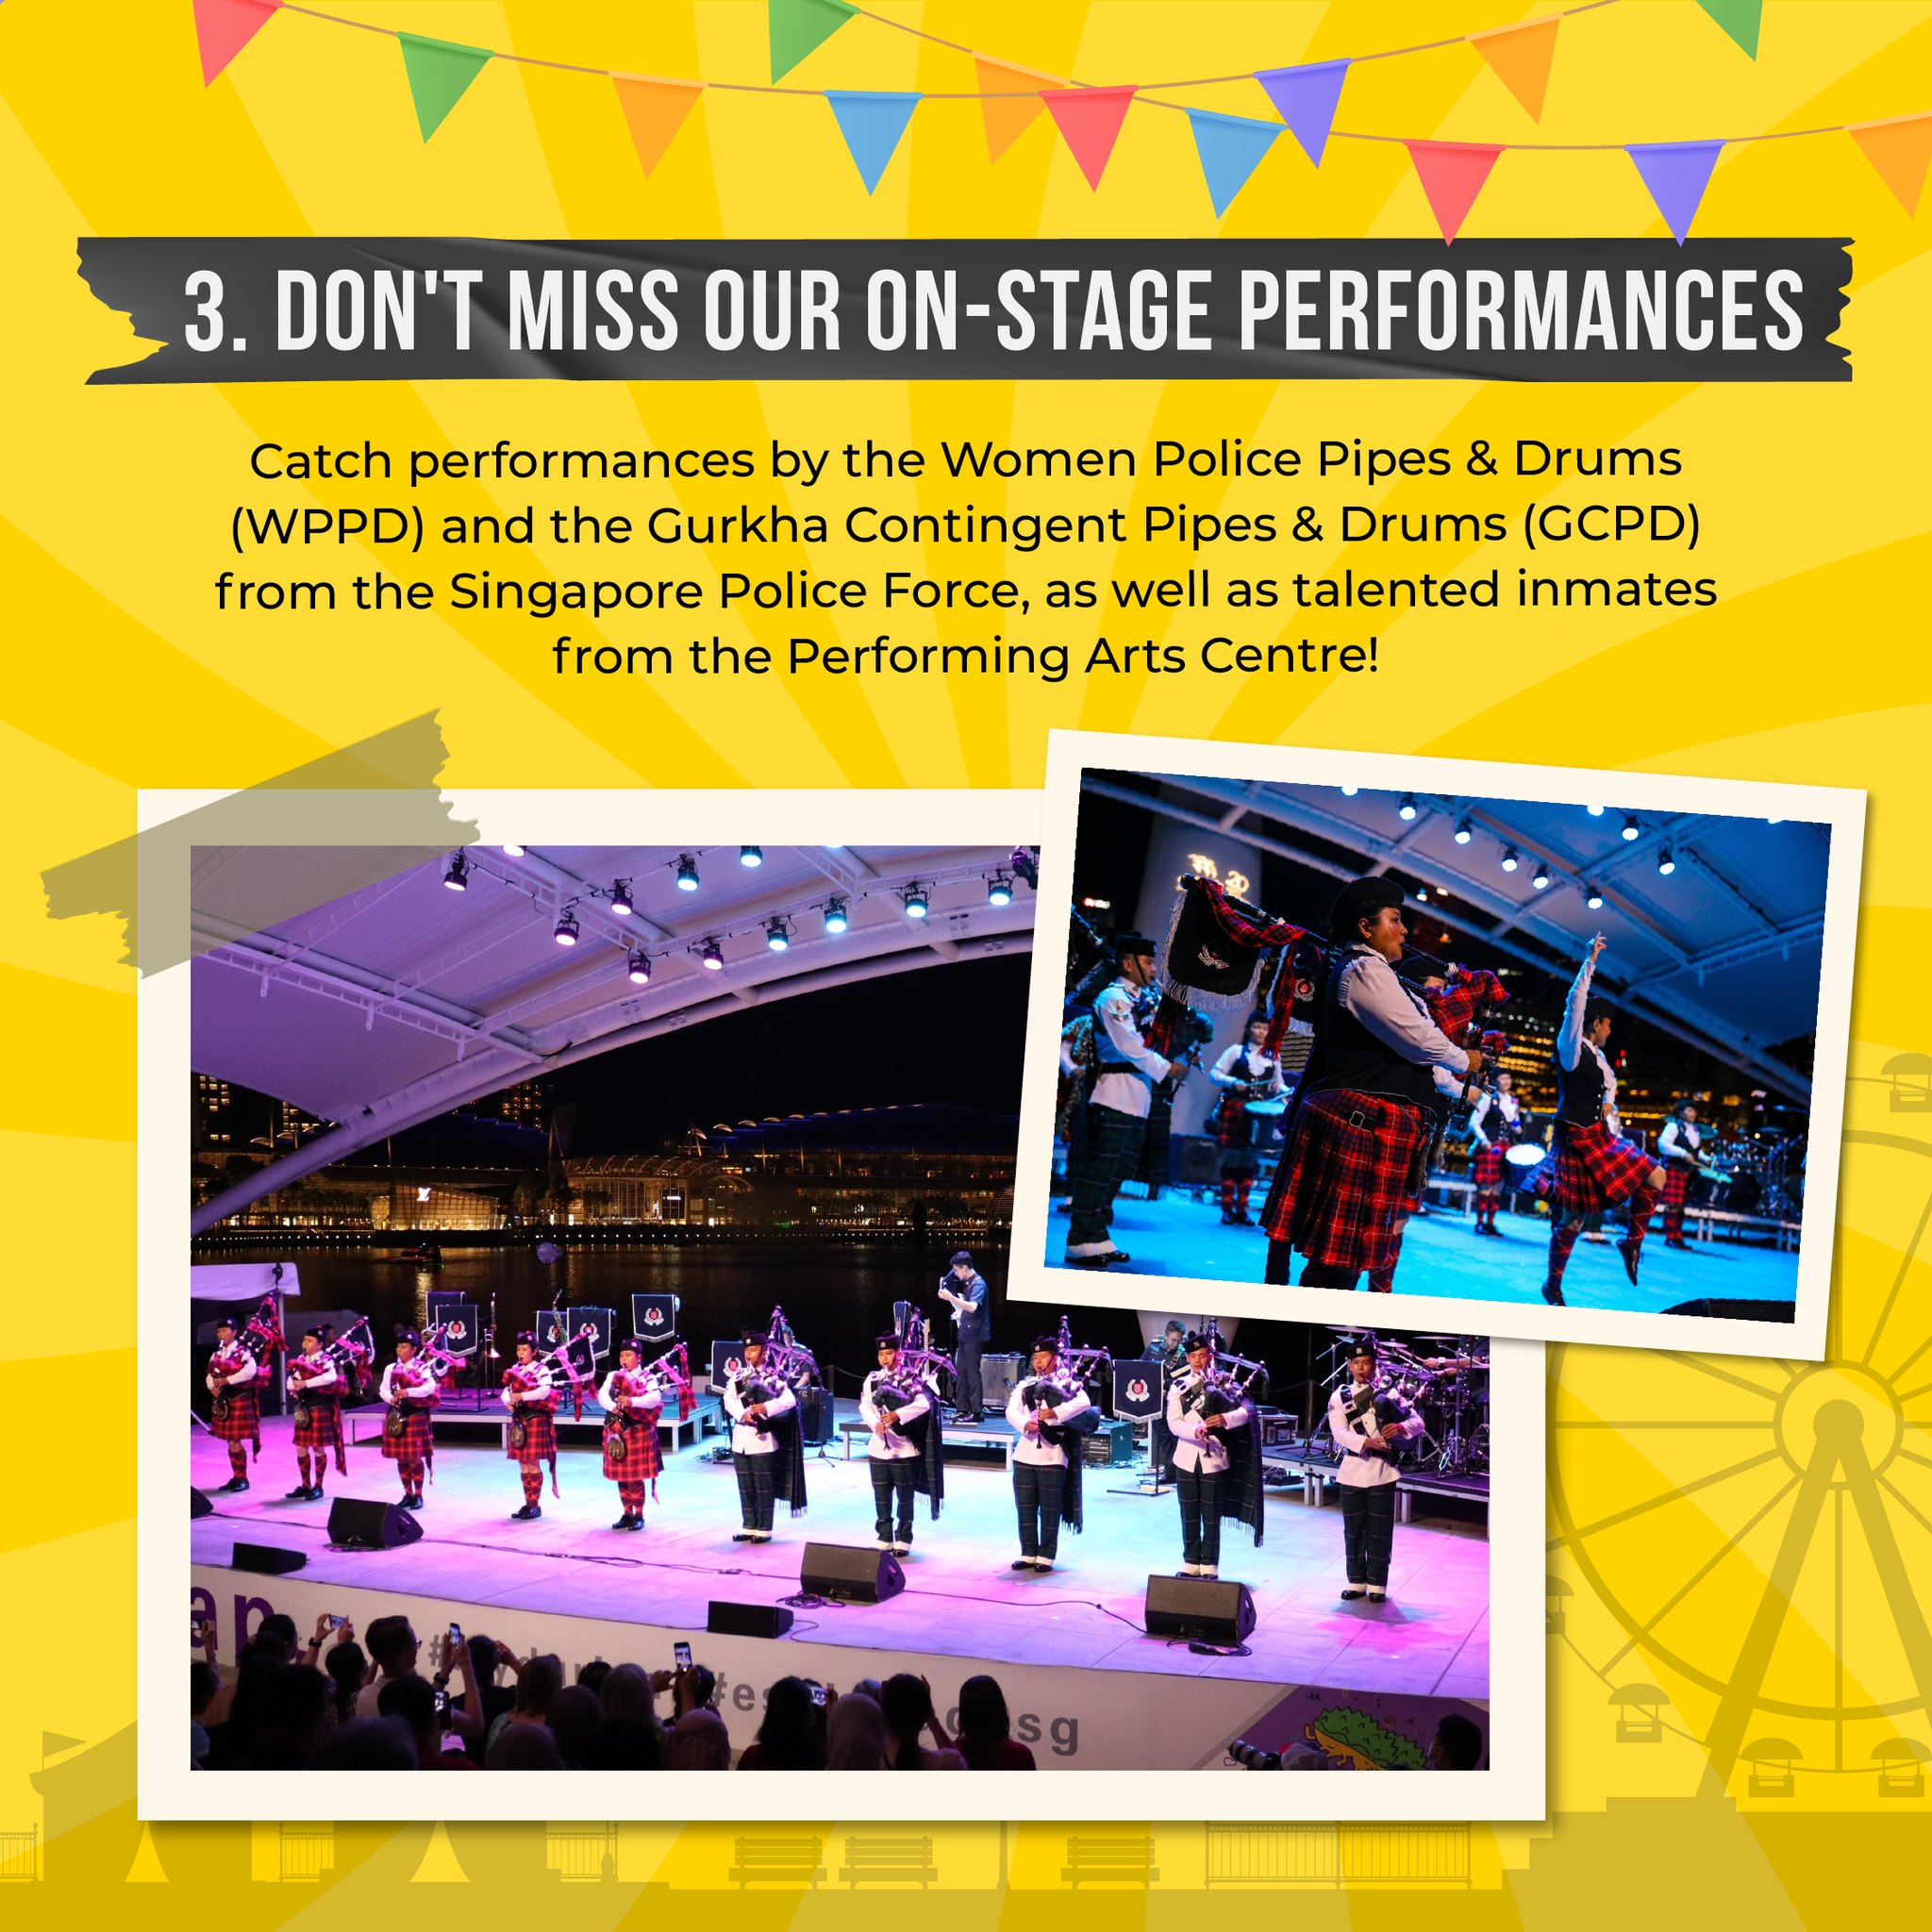 3. DON'T MISS OUR ON-STAGE PERFORMANCES
Catch performances by the Women Police Pipes & Drums
(WPPD) and the Gurkha Contingent Pipes & Drums (GCPD)
from the Singapore Police Force, as well as talented inmates
from the Performing Arts Centre!